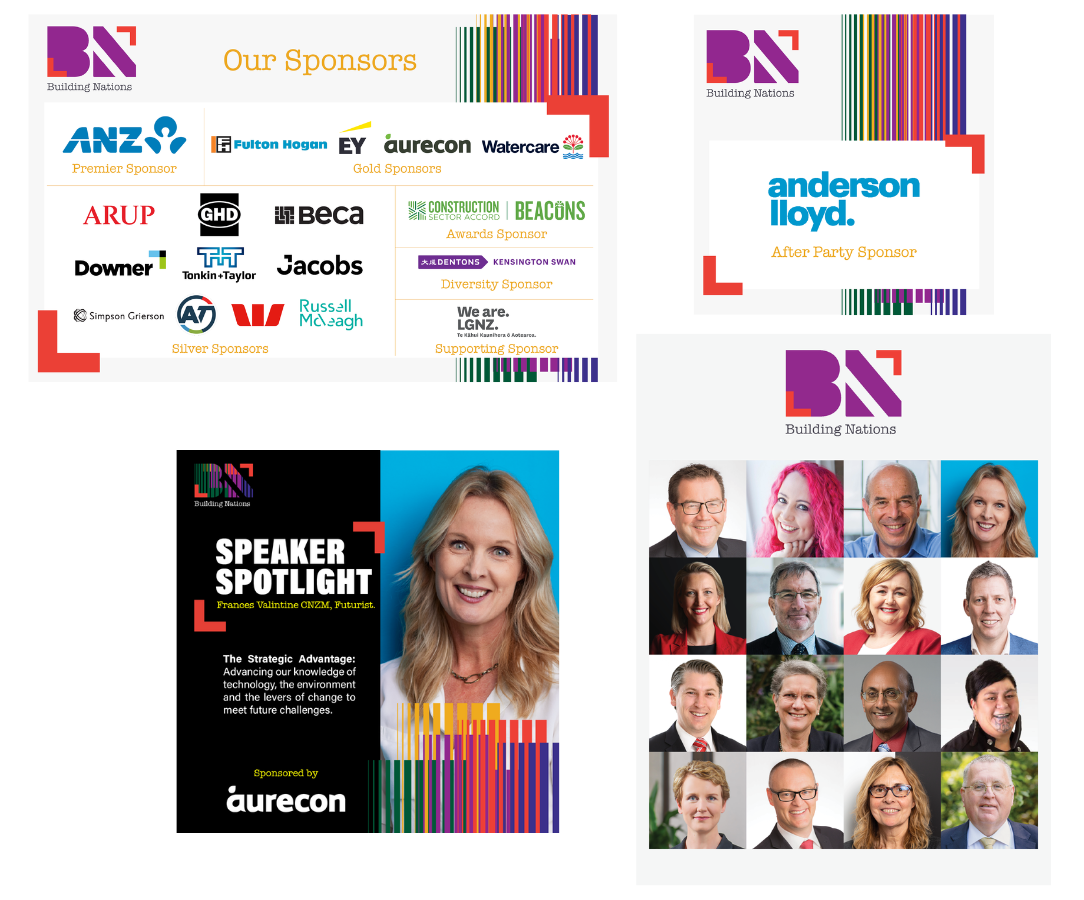 BN
Building Nations
Our Sponsors
ANZ
Premier Sponsor
FH Fulton Hogan
EY
aurecon
Watercare
Gold Sponsors
ARUP
GHD
Beca
Downer
T+T
Tonkin+Taylor
Jacobs
Simpson Grierson
AT
Russell
McVeagh
Silver Sponsors
CONSTRUCTION
SECTOR ACCORD
BEACONS
Awards Sponsor
大成 DENTONS KENSINGTON SWAN
Diversity Sponsor
We are.
LGNZ.
Te Kāhui Kaunihera ō Aotearoa.
Supporting Sponsor
BN
Building Nations
anderson
lloyd.
After Party Sponsor
BN
Building Nations
SPEAKER
SPOTLIGHT
Frances Valintine CNZM, Futurist.
The Strategic Advantage:
Advancing our knowledge of
technology, the environment
and the levers of change to
meet future challenges.
Sponsored by
aurecon
BN
Building Nations